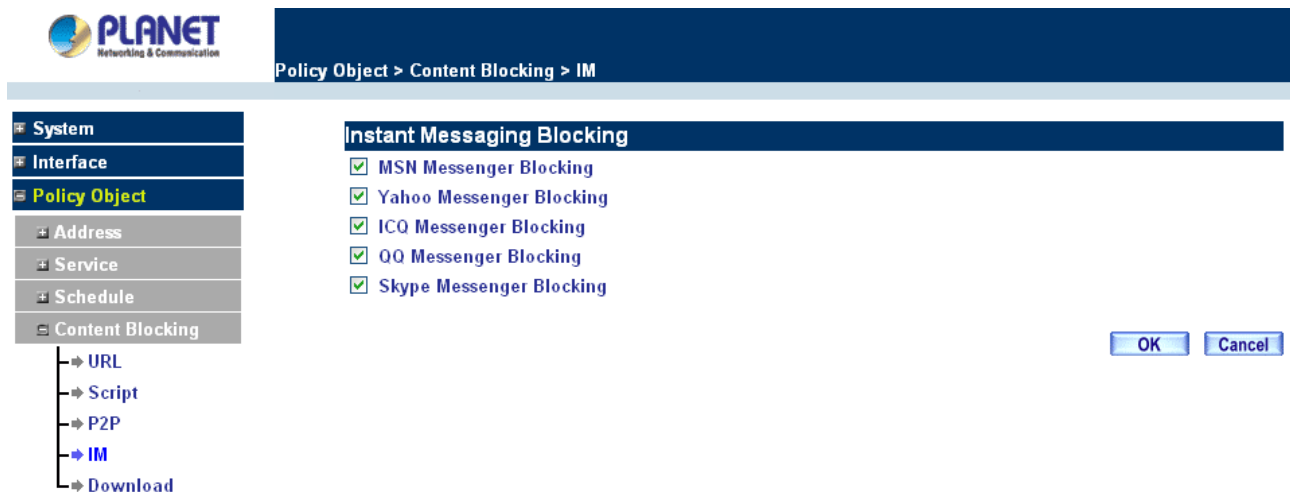 PLANET
Networking & Communication
Policy Object > Content Blocking > IM
System
Interface
Policy Object
Address
Service
Schedule
Content Blocking
URL
Script
P2P
IM
Download
Instant Messaging Blocking
MSN Messenger Blocking
Yahoo Messenger Blocking
ICQ Messenger Blocking
QQ Messenger Blocking
Skype Messenger Blocking
OK Cancel